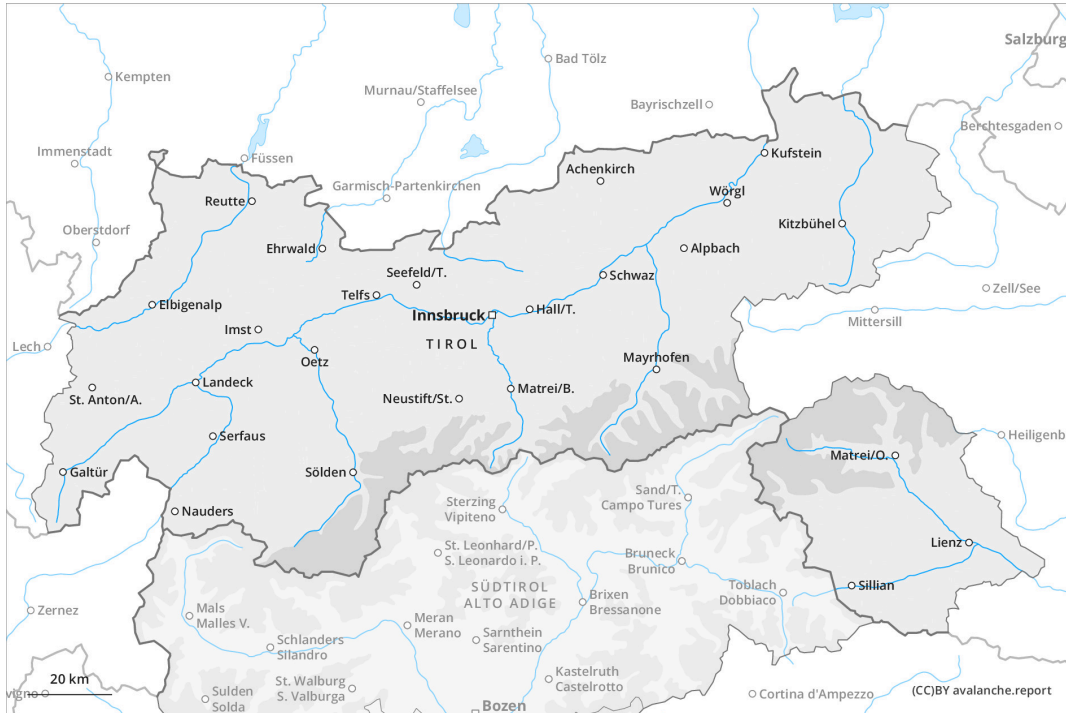 Salzburg
Kempten
Bad Tölz
Murnau/Staffelsee
Bayrischzell
Berchtesgaden
Immenstadt
Füssen
Kufstein
Achenkirch
Garmisch-Partenkirchen
Wörgl
Reutte
Oberstdorf
Kitzbühel
Ehrwald
Alpbach
Seefeld/T.
Schwaz
Zell/See
Telfs
Elbigenalp
Hall/T.
Innsbruck
Mittersill
Imst
TIROL
Lech
Oetz
Mayrhofen
Landeck
St. Anton/A.
Matrei/B.
Neustift/St.
Serfaus
Heiligenb
Matrei/O.
Galtür
Sölden
Sand/T.
Campo Tures
Sterzing
Vipiteno
Nauders
Lienz
St. Leonhard/P.
S. Leonardo i. P.
Bruneck
Brunico
SÜDTIROL
ALTO ADIGE
Toblach
Dobbiaco
Sillian
Brixen
Bressanone
Zernez
Mals
Malles V.
Meran
Merano
Sarnthein
Sarentino
Schlanders
Silandro
Kastelruth
Castelrotto
20 km
St. Walburg
S. Valburga
vigno
Sulden
Solda
Cortina d'Ampezzo
(CC)BY avalanche.report
Bozen